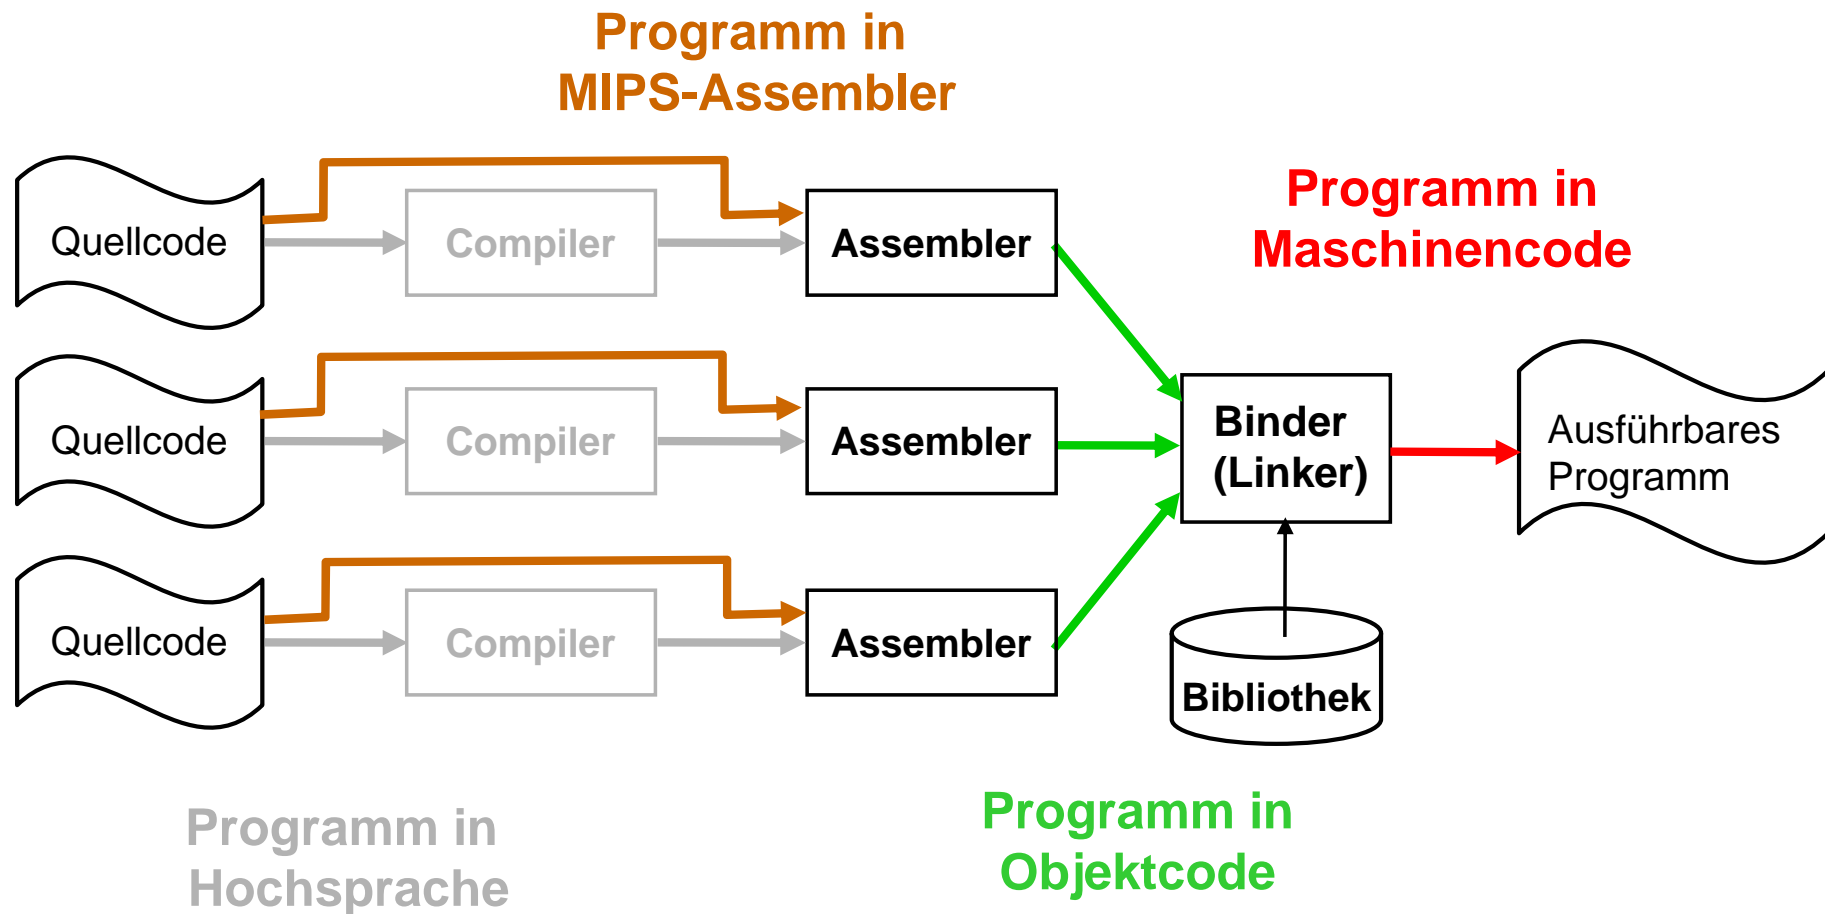 Programm in
MIPS-Assembler
Programm in
Maschinencode
Quellcode
Compiler
Assembler
Quellcode
Compiler
Assembler
Binder
(Linker)
Ausführbares
Programm
Quellcode
Compiler
Assembler
Bibliothek
Programm in
Hochsprache
Programm in
Objektcode